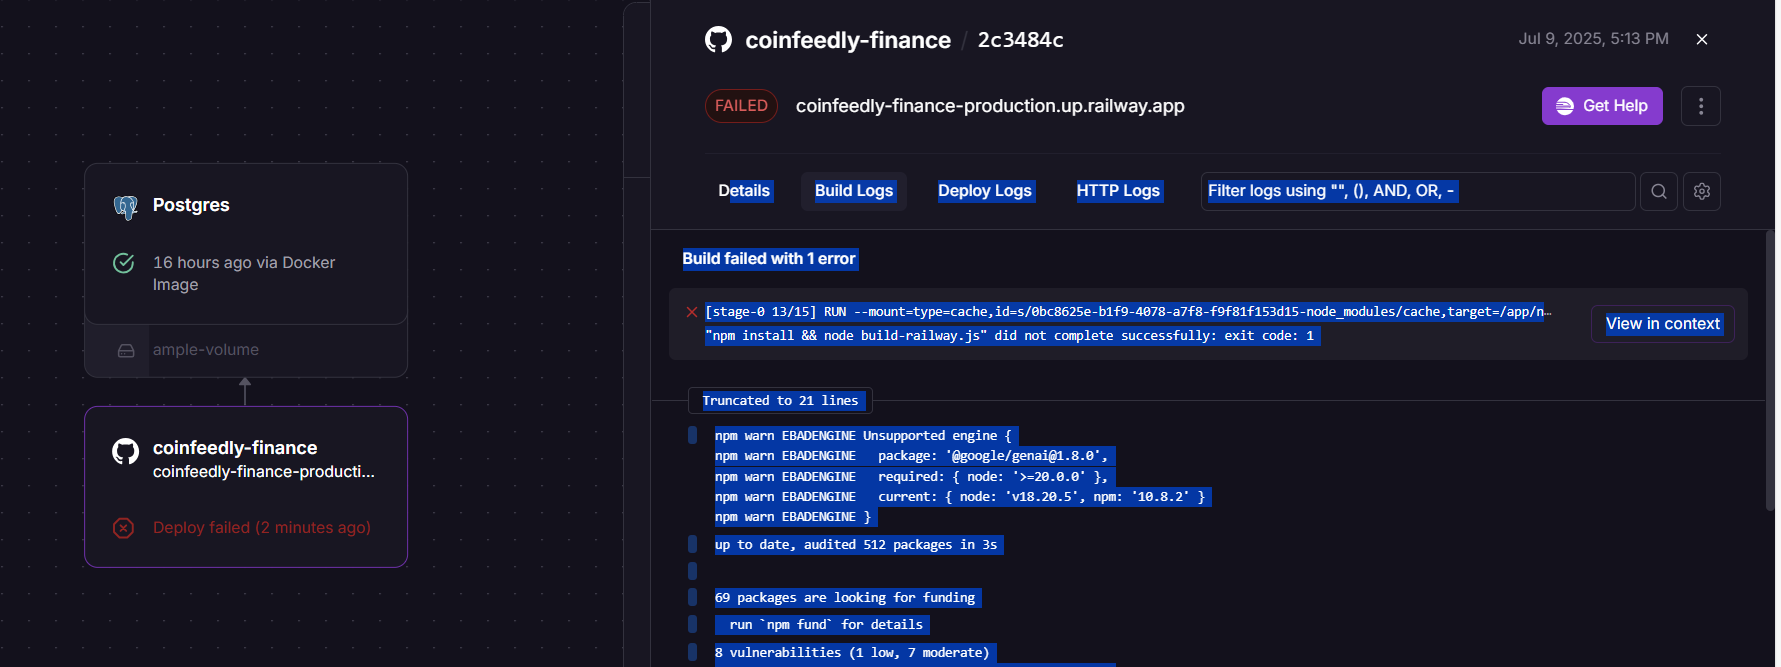 Postgres
16 hours ago via Docker
Image
ample-volume
coinfeedly-finance
coinfeedly-finance-producti...
Deploy failed (2 minutes ago)
coinfeedly-finance / 2c3484c
Jul 9, 2025, 5:13 PM
FAILED
coinfeedly-finance-production.up.railway.app
Get Help
Details
Build Logs
Deploy Logs
HTTP Logs
Filter logs using "", (), AND, OR, -
Build failed with 1 error
[stage-0 13/15] RUN --mount=type=cache,id=s/0bc8625e-b1f9-4078-a7f8-f9f81f153d15-node_modules/cache,target=/app/n…
"npm install && node build-railway.js" did not complete successfully: exit code: 1
View in context
Truncated to 21 lines
npm warn EBADENGINE Unsupported engine {
npm warn EBADENGINE   package: '@google/genai@1.8.0',
npm warn EBADENGINE   required: { node: '>=20.0.0' },
npm warn EBADENGINE   current: { node: 'v18.20.5', npm: '10.8.2' }
npm warn EBADENGINE }
up to date, audited 512 packages in 3s
69 packages are looking for funding
  run `npm fund` for details
8 vulnerabilities (1 low, 7 moderate)